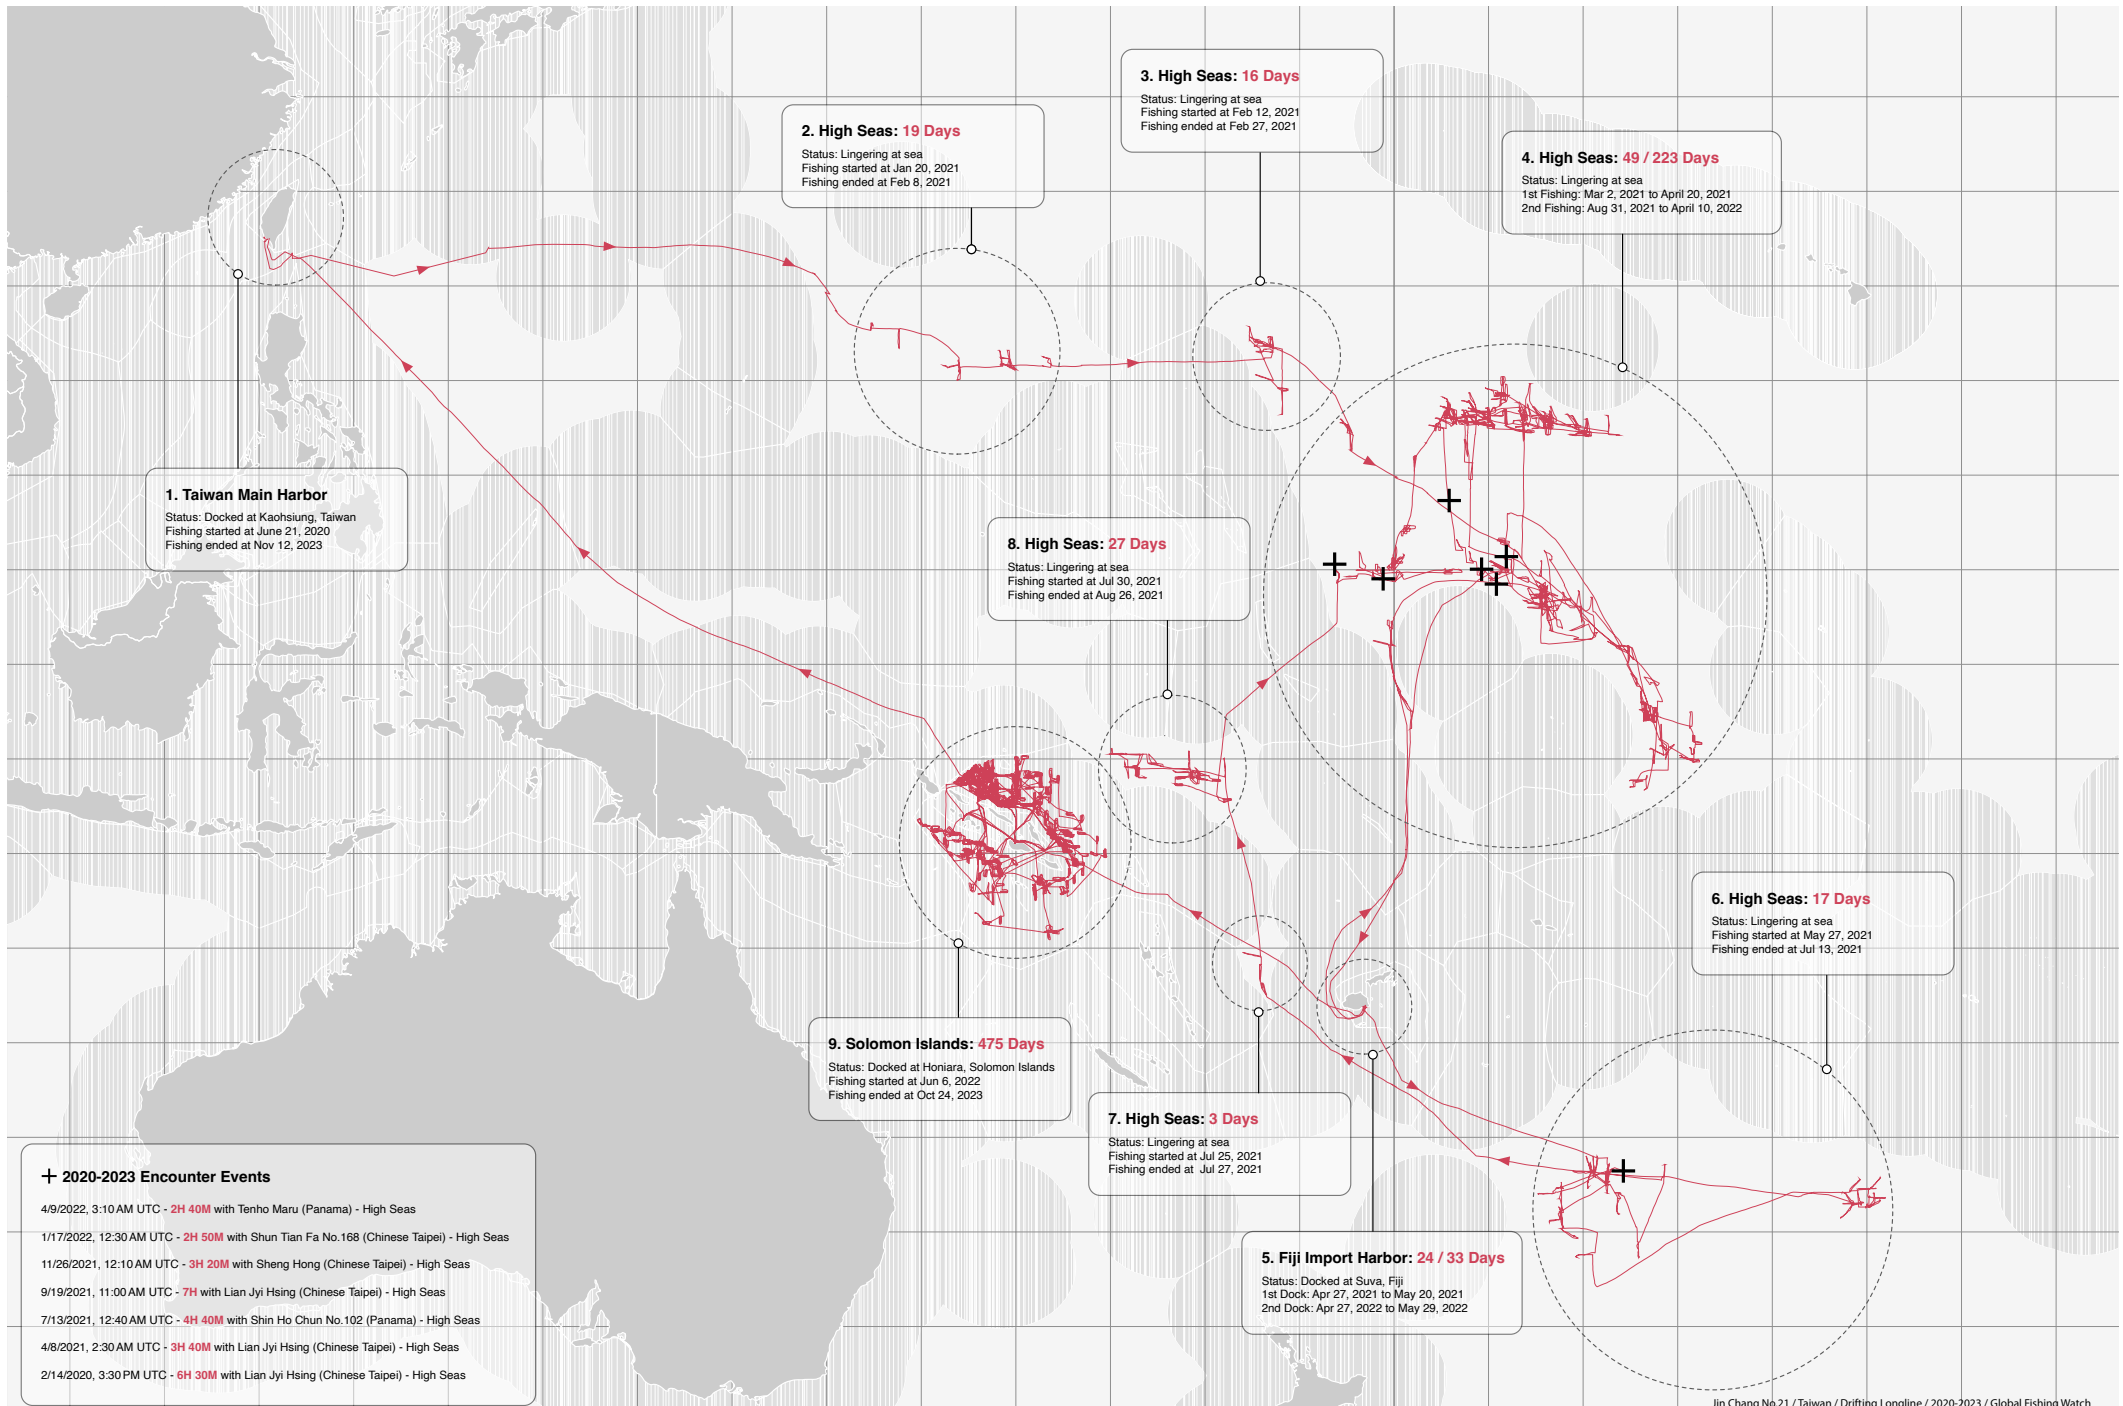 3. High Seas: 16 Days
Status: Lingering at sea
Fishing started at Feb 12, 2021
Fishing ended at Feb 27, 2021
2. High Seas: 19 Days
Status: Lingering at sea
Fishing started at Jan 20, 2021
Fishing ended at Feb 8, 2021
4. High Seas: 49 / 223 Days
Status: Lingering at sea
1st Fishing: Mar 2, 2021 to April 20, 2021
2nd Fishing: Aug 31, 2021 to April 10, 2022
1. Taiwan Main Harbor
Status: Docked at Kaohsiung, Taiwan
Fishing started at June 21, 2020
Fishing ended at Nov 12, 2023
8. High Seas: 27 Days
Status: Lingering at sea
Fishing started at Jul 30, 2021
Fishing ended at Aug 26, 2021
6. High Seas: 17 Days
Status: Lingering at sea
Fishing started at May 27, 2021
Fishing ended at Jul 13, 2021
9. Solomon Islands: 475 Days
Status: Docked at Honiara, Solomon Islands
Fishing started at Jun 6, 2022
Fishing ended at Oct 24, 2023
7. High Seas: 3 Days
Status: Lingering at sea
Fishing started at Jul 25, 2021
Fishing ended at Jul 27, 2021
5. Fiji Import Harbor: 24 / 33 Days
Status: Docked at Suva, Fiji
1st Dock: Apr 27, 2021 to May 20, 2021
2nd Dock: Apr 27, 2022 to May 29, 2022
2020-2023 Encounter Events
4/9/2022, 3:10 AM UTC - 2H 40M with Tenho Maru (Panama) - High Seas
1/17/2022, 12:30 AM UTC - 2H 50M with Shun Tian Fa No.168 (Chinese Taipei) - High Seas
11/26/2021, 12:10 AM UTC - 3H 20M with Sheng Hong (Chinese Taipei) - High Seas
9/19/2021, 11:00 AM UTC - 7H with Lian Jyi Hsing (Chinese Taipei) - High Seas
7/13/2021, 12:40 AM UTC - 4H 40M with Shin Ho Chun No.102 (Panama) - High Seas
4/8/2021, 2:30 AM UTC - 3H 40M with Lian Jyi Hsing (Chinese Taipei) - High Seas
2/14/2020, 3:30 PM UTC - 6H 30M with Lian Jyi Hsing (Chinese Taipei) - High Seas
Jin Chang No.21 / Taiwan / Drifting Longline / 2020-2023 / Global Fishing Watch